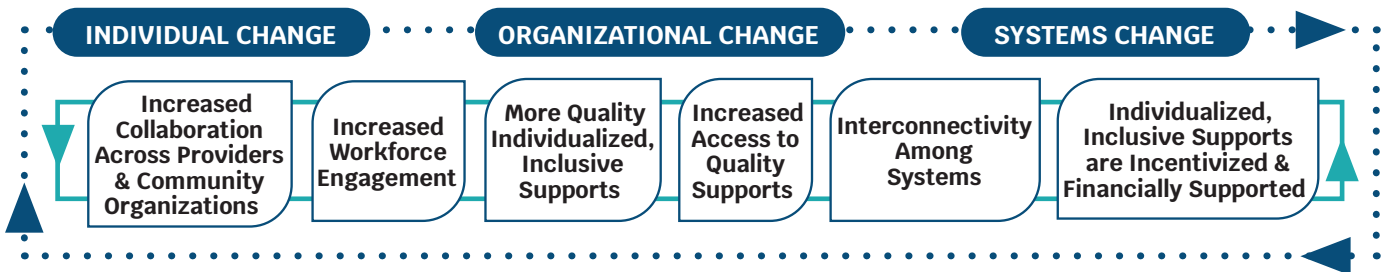 INDIVIDUAL CHANGE
ORGANIZATIONAL CHANGE
SYSTEMS CHANGE
Increased
Collaboration
Across Providers
& Community
Organizations
Increased
Workforce
Engagement
More Quality
Individualized,
Inclusive
Supports
Increased
Access to
Quality
Supports
Interconnectivity
Among
Systems
Individualized,
Inclusive Supports
are Incentivized &
Financially Supported